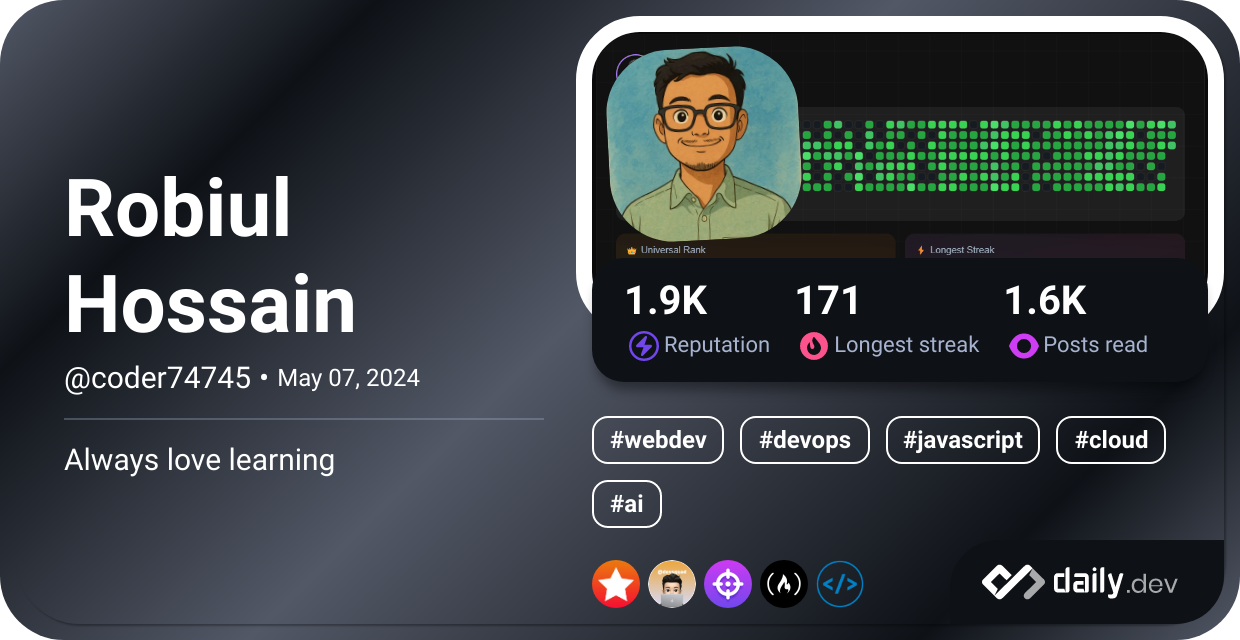 Robiul
Hossain
@coder74745 • May 07, 2024
Always love learning
Universal Rank
Longest Streak
1.9K
171
1.6K
Reputation
Longest streak
Posts read
#webdev
#devops
#javascript
#cloud
#ai
</>
daily.dev